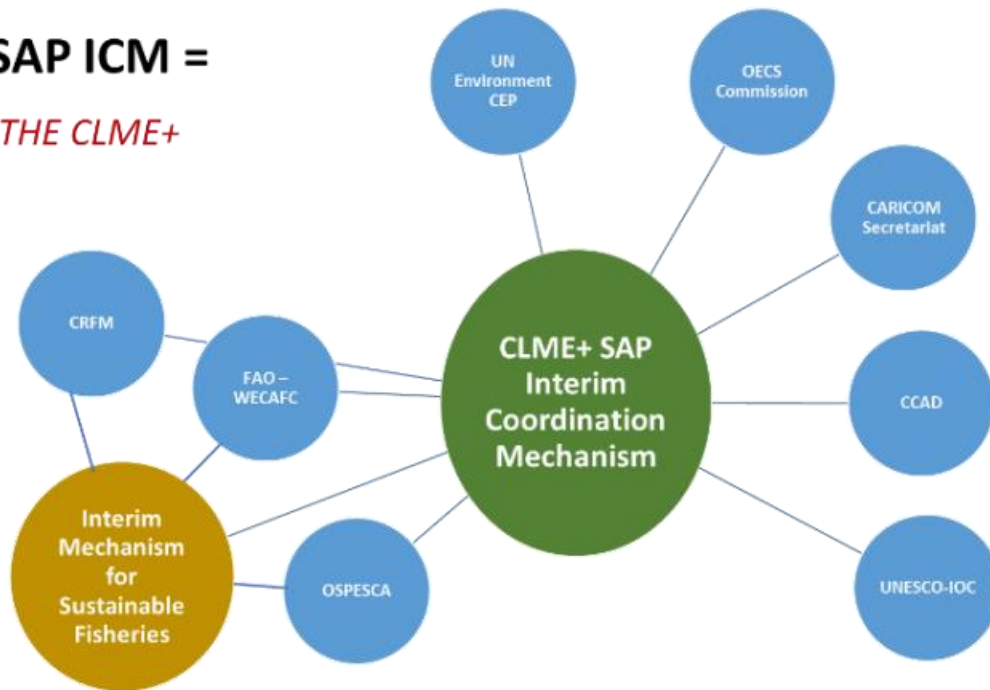 SAP ICM =
THE CLME+
UN
Environment
CEP
OECS
Commission
CARICOM
Secretariat
CRFM
FAO –
WECAFC
CLME+ SAP
Interim
Coordination
Mechanism
CCAD
Interim
Mechanism
for
Sustainable
Fisheries
OSPESCA
UNESCO-IOC